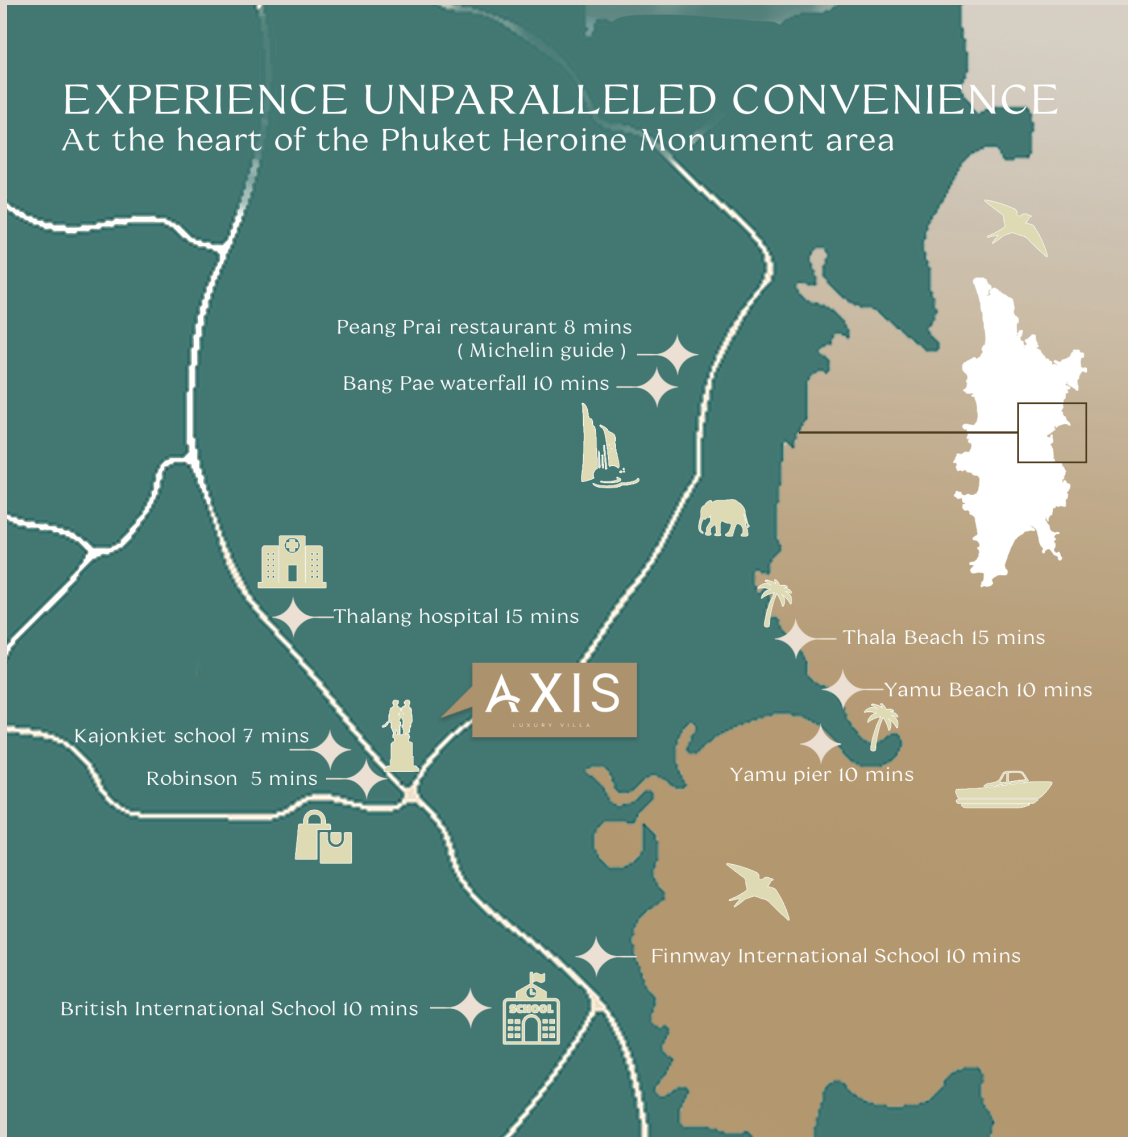 EXPERIENCE UNPARALLELED CONVENIENCE
At the heart of the Phuket Heroine Monument area
Peang Prai restaurant 8 mins
( Michelin guide )
Bang Pae waterfall 10 mins
Thalang hospital 15 mins
Thala Beach 15 mins
AXIS
LUXURY VILLA
Yamu Beach 10 mins
Kajonkiet school 7 mins
Yamu pier 10 mins
Robinson 5 mins
Finnway International School 10 mins
British International School 10 mins
SCHOOL